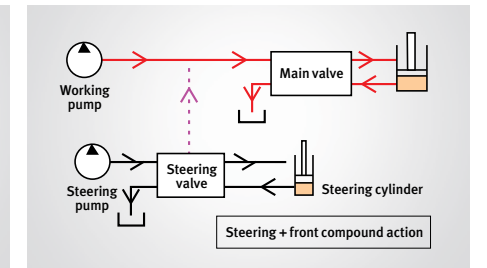 Working
pump
Main valve
Steering
pump
Steering
valve
Steering cylinder
Steering + front compound action